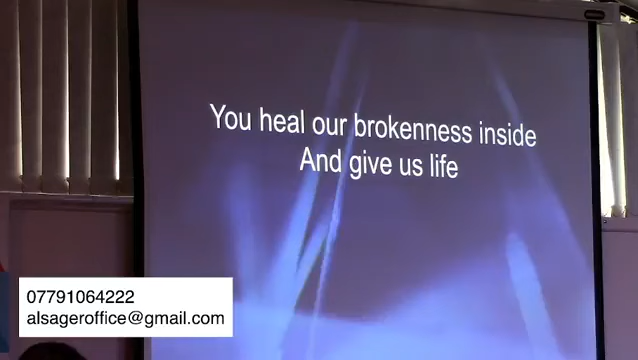 You heal our brokenness inside
And give us life
07791064222
alsageroffice@gmail.com